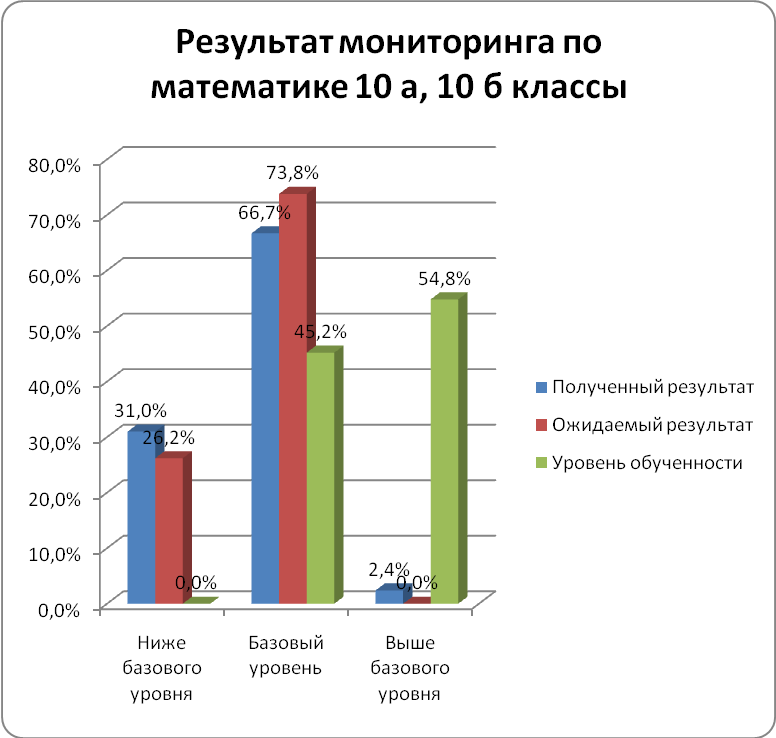 Результат мониторинга по
математике 10 а, 10 б классы
80,0%
70,0%
60,0%
50,0%
40,0%
30,0%
20,0%
10,0%
0,0%
31,0%
26,2%
0,0%
66,7%
73,8%
45,2%
2,4%
0,0%
54,8%
Ниже
базового
уровня
Базовый
уровень
Выше
базового
уровня
Полученный результат
Ожидаемый результат
Уровень обученности